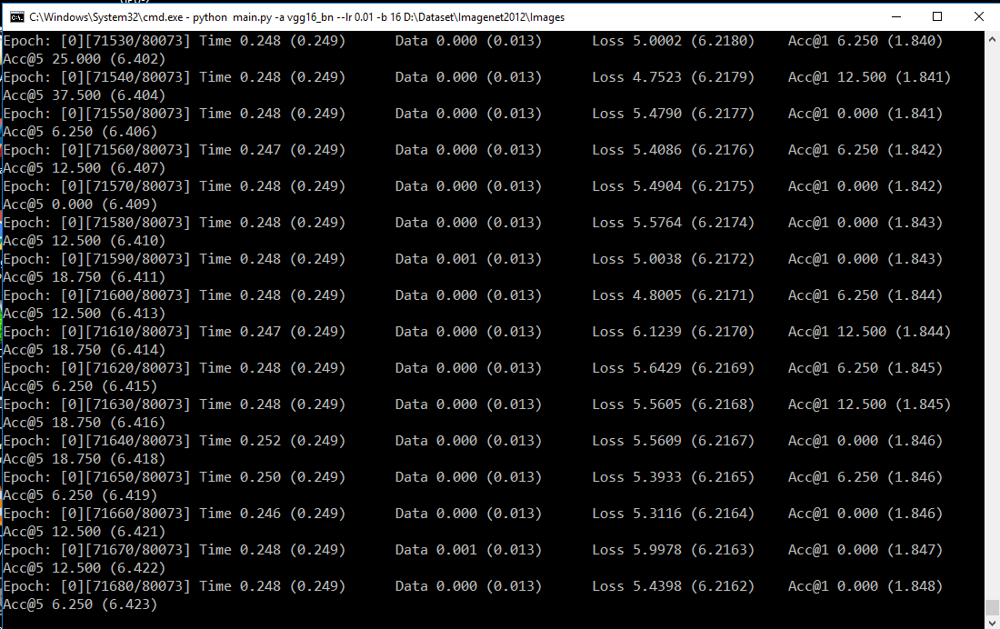 C:\Windows\System32\cmd.exe - python  main.py -a vgg16_bn --lr 0.01 -b 16 D:\Dataset\Imagenet2012\Images
Epoch: [0][71530/80073] Time 0.248 (0.249) Data 0.000 (0.013) Loss 5.0002 (6.2180) Acc@1 6.250 (1.840)
Acc@5 25.000 (6.402)
Epoch: [0][71540/80073] Time 0.248 (0.249) Data 0.000 (0.013) Loss 4.7523 (6.2179) Acc@1 12.500 (1.841)
Acc@5 37.500 (6.404)
Epoch: [0][71550/80073] Time 0.248 (0.249) Data 0.000 (0.013) Loss 5.4790 (6.2177) Acc@1 0.000 (1.841)
Acc@5 6.250 (6.406)
Epoch: [0][71560/80073] Time 0.247 (0.249) Data 0.000 (0.013) Loss 5.4086 (6.2176) Acc@1 6.250 (1.842)
Acc@5 12.500 (6.407)
Epoch: [0][71570/80073] Time 0.248 (0.249) Data 0.000 (0.013) Loss 5.4904 (6.2175) Acc@1 0.000 (1.842)
Acc@5 0.000 (6.409)
Epoch: [0][71580/80073] Time 0.248 (0.249) Data 0.000 (0.013) Loss 5.5764 (6.2174) Acc@1 0.000 (1.843)
Acc@5 12.500 (6.410)
Epoch: [0][71590/80073] Time 0.248 (0.249) Data 0.001 (0.013) Loss 5.0038 (6.2172) Acc@1 0.000 (1.843)
Acc@5 18.750 (6.411)
Epoch: [0][71600/80073] Time 0.248 (0.249) Data 0.000 (0.013) Loss 4.8005 (6.2171) Acc@1 6.250 (1.844)
Acc@5 12.500 (6.413)
Epoch: [0][71610/80073] Time 0.247 (0.249) Data 0.000 (0.013) Loss 6.1239 (6.2170) Acc@1 12.500 (1.844)
Acc@5 18.750 (6.414)
Epoch: [0][71620/80073] Time 0.248 (0.249) Data 0.000 (0.013) Loss 5.6429 (6.2169) Acc@1 6.250 (1.845)
Acc@5 6.250 (6.415)
Epoch: [0][71630/80073] Time 0.248 (0.249) Data 0.000 (0.013) Loss 5.5605 (6.2168) Acc@1 12.500 (1.845)
Acc@5 18.750 (6.416)
Epoch: [0][71640/80073] Time 0.252 (0.249) Data 0.000 (0.013) Loss 5.5609 (6.2167) Acc@1 0.000 (1.846)
Acc@5 18.750 (6.418)
Epoch: [0][71650/80073] Time 0.250 (0.249) Data 0.000 (0.013) Loss 5.3933 (6.2165) Acc@1 6.250 (1.846)
Acc@5 6.250 (6.419)
Epoch: [0][71660/80073] Time 0.246 (0.249) Data 0.000 (0.013) Loss 5.3116 (6.2164) Acc@1 0.000 (1.846)
Acc@5 12.500 (6.421)
Epoch: [0][71670/80073] Time 0.248 (0.249) Data 0.001 (0.013) Loss 5.9978 (6.2163) Acc@1 0.000 (1.847)
Acc@5 12.500 (6.422)
Epoch: [0][71680/80073] Time 0.248 (0.249) Data 0.000 (0.013) Loss 5.4398 (6.2162) Acc@1 0.000 (1.848)
Acc@5 6.250 (6.423)